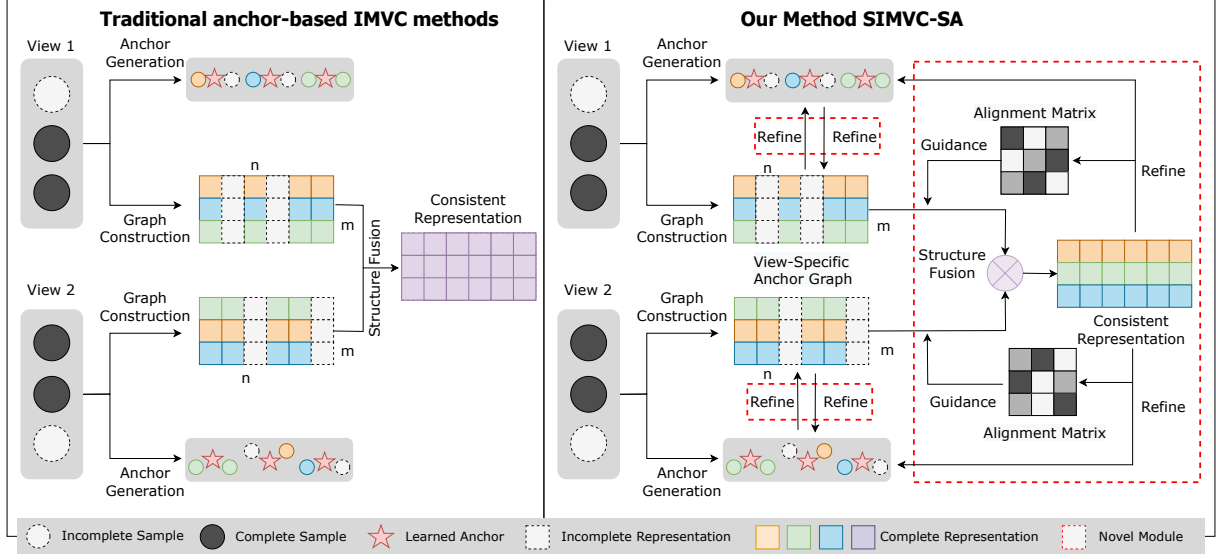 Traditional anchor-based IMVC methods
View 1
Anchor
Generation
n
m
Graph
Construction
Consistent
Representation
Structure Fusion
View 2
Graph
Construction
m
n
Anchor
Generation
Our Method SIMVC-SA
View 1
Anchor
Generation
Refine
Refine
Alignment Matrix
Guidance
Refine
n
m
Graph
Construction
View-Specific
Anchor Graph
Structure
Fusion
View 2
Graph
Construction
m
n
Consistent
Representation
Refine
Refine
Guidance
Alignment Matrix
Refine
Anchor
Generation
Incomplete Sample
Complete Sample
Learned Anchor
Incomplete Representation
Complete Representation
Novel Module